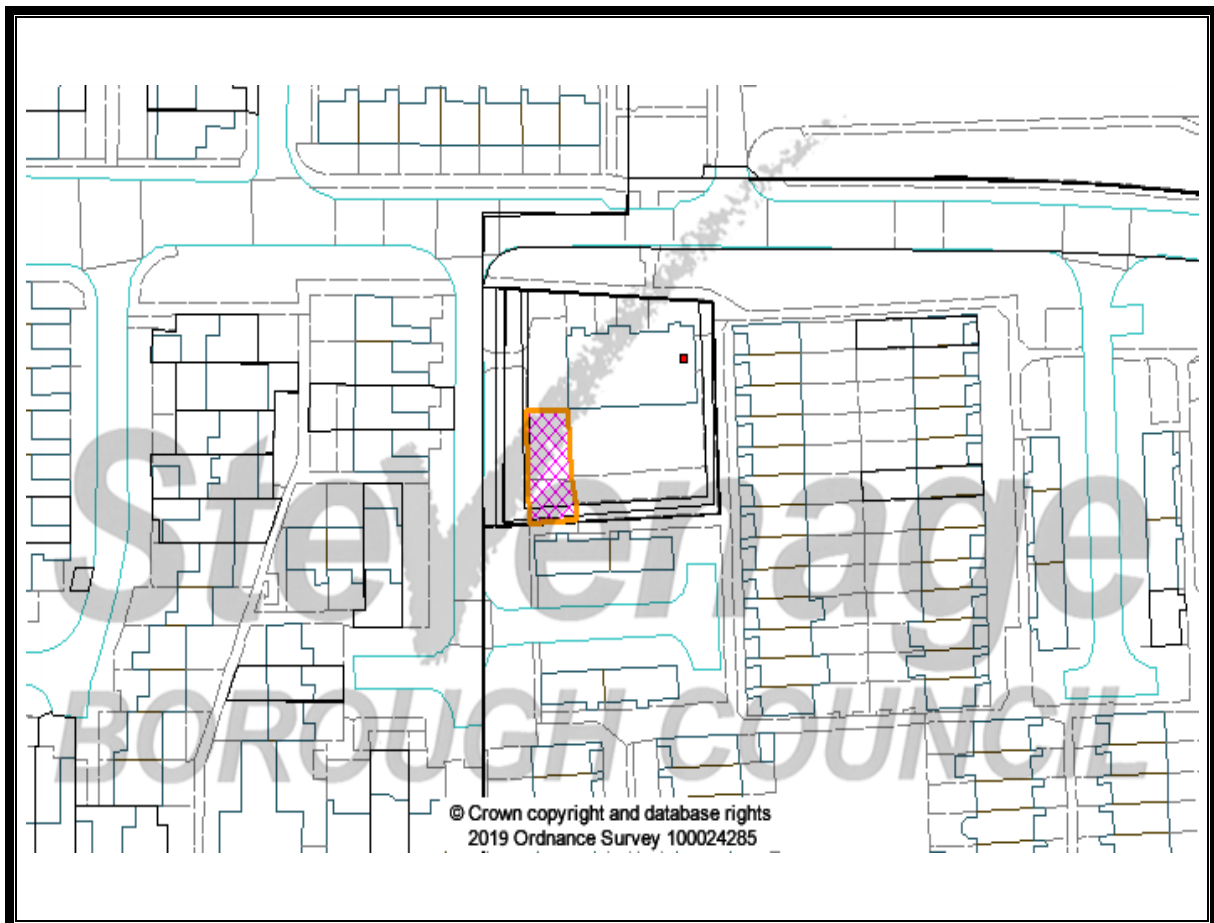 Stevenage
BOROUGH COUNCIL
© Crown copyright and database rights
2019 Ordnance Survey 100024285